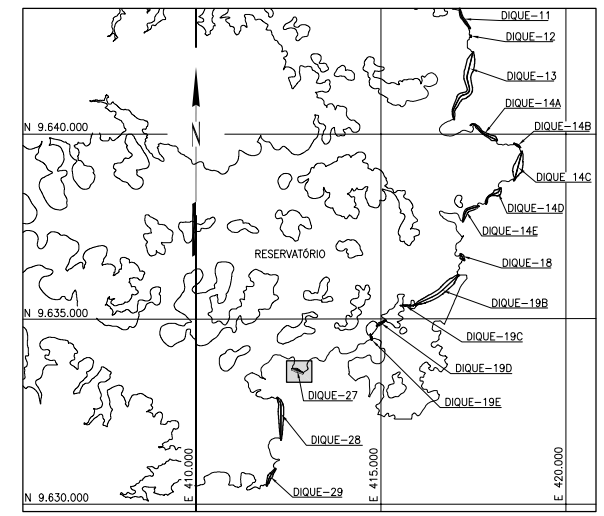 DIQUE-11
DIQUE-12
DIQUE-13
DIQUE-14A
N 9.640.000
N
DIQUE-14B
DIQUE-14C
DIQUE-14D
DIQUE-14E
RESERVATÓRIO
DIQUE-18
DIQUE-19B
N 9.635.000
DIQUE-19C
DIQUE-19D
DIQUE-27
DIQUE-19E
DIQUE-28
E 410.000
E 415.000
E 420.000
DIQUE-29
N 9.630.000